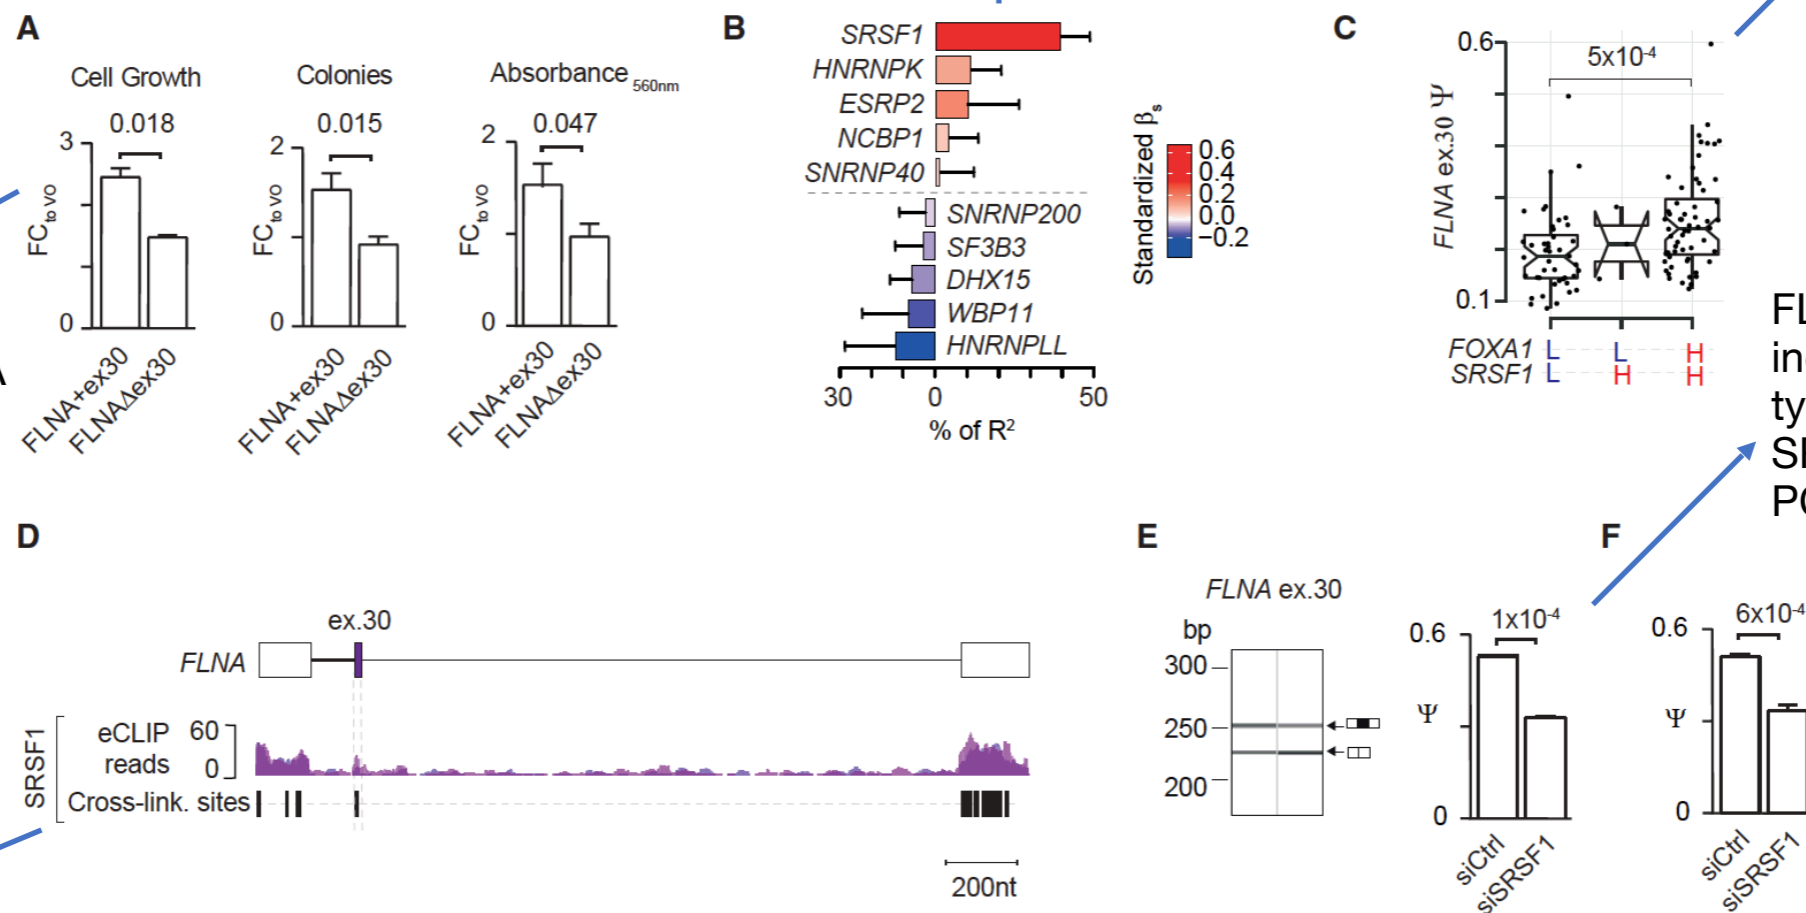 A
Cell Growth
0.018
3
0
FC to VO
FLNA+ex30
FLNAΔex30
Colonies
0.015
2
0
FC to VO
FLNA+ex30
FLNAΔex30
Absorbance 560nm
0.047
2
0
FC to VO
FLNA+ex30
FLNAΔex30
B
SRSF1
HNRNPK
ESRP2
NCBP1
SNRNP40
SNRNP200
SF3B3
DHX15
WBP11
HNRNPLL
30 0 50
% of R²
Standardized βs
0.6
0.4
0.2
0.0
−0.2
C
5x10⁻⁴
0.6
0.1
FLNA ex.30 Ψ
FOXA1 L L H
SRSF1 L H H
A
FL
in
ty
SI
PC
D
ex.30
FLNA
SRSF1
eCLIP reads
60
0
Cross-link. sites
200nt
E
FLNA ex.30
bp
300
250
200
1x10⁻⁴
0.6
Ψ
0
siCtrl
siSRSF1
F
6x10⁻⁴
0.6
Ψ
0
siCtrl
siSRSF1